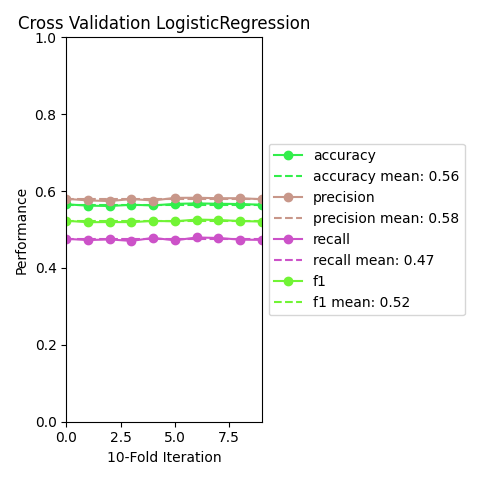 Cross Validation LogisticRegression
1.0
0.8
0.6
0.4
0.2
0.0
Performance
0.0 2.5 5.0 7.5
10-Fold Iteration
accuracy
accuracy mean: 0.56
precision
precision mean: 0.58
recall
recall mean: 0.47
f1
f1 mean: 0.52